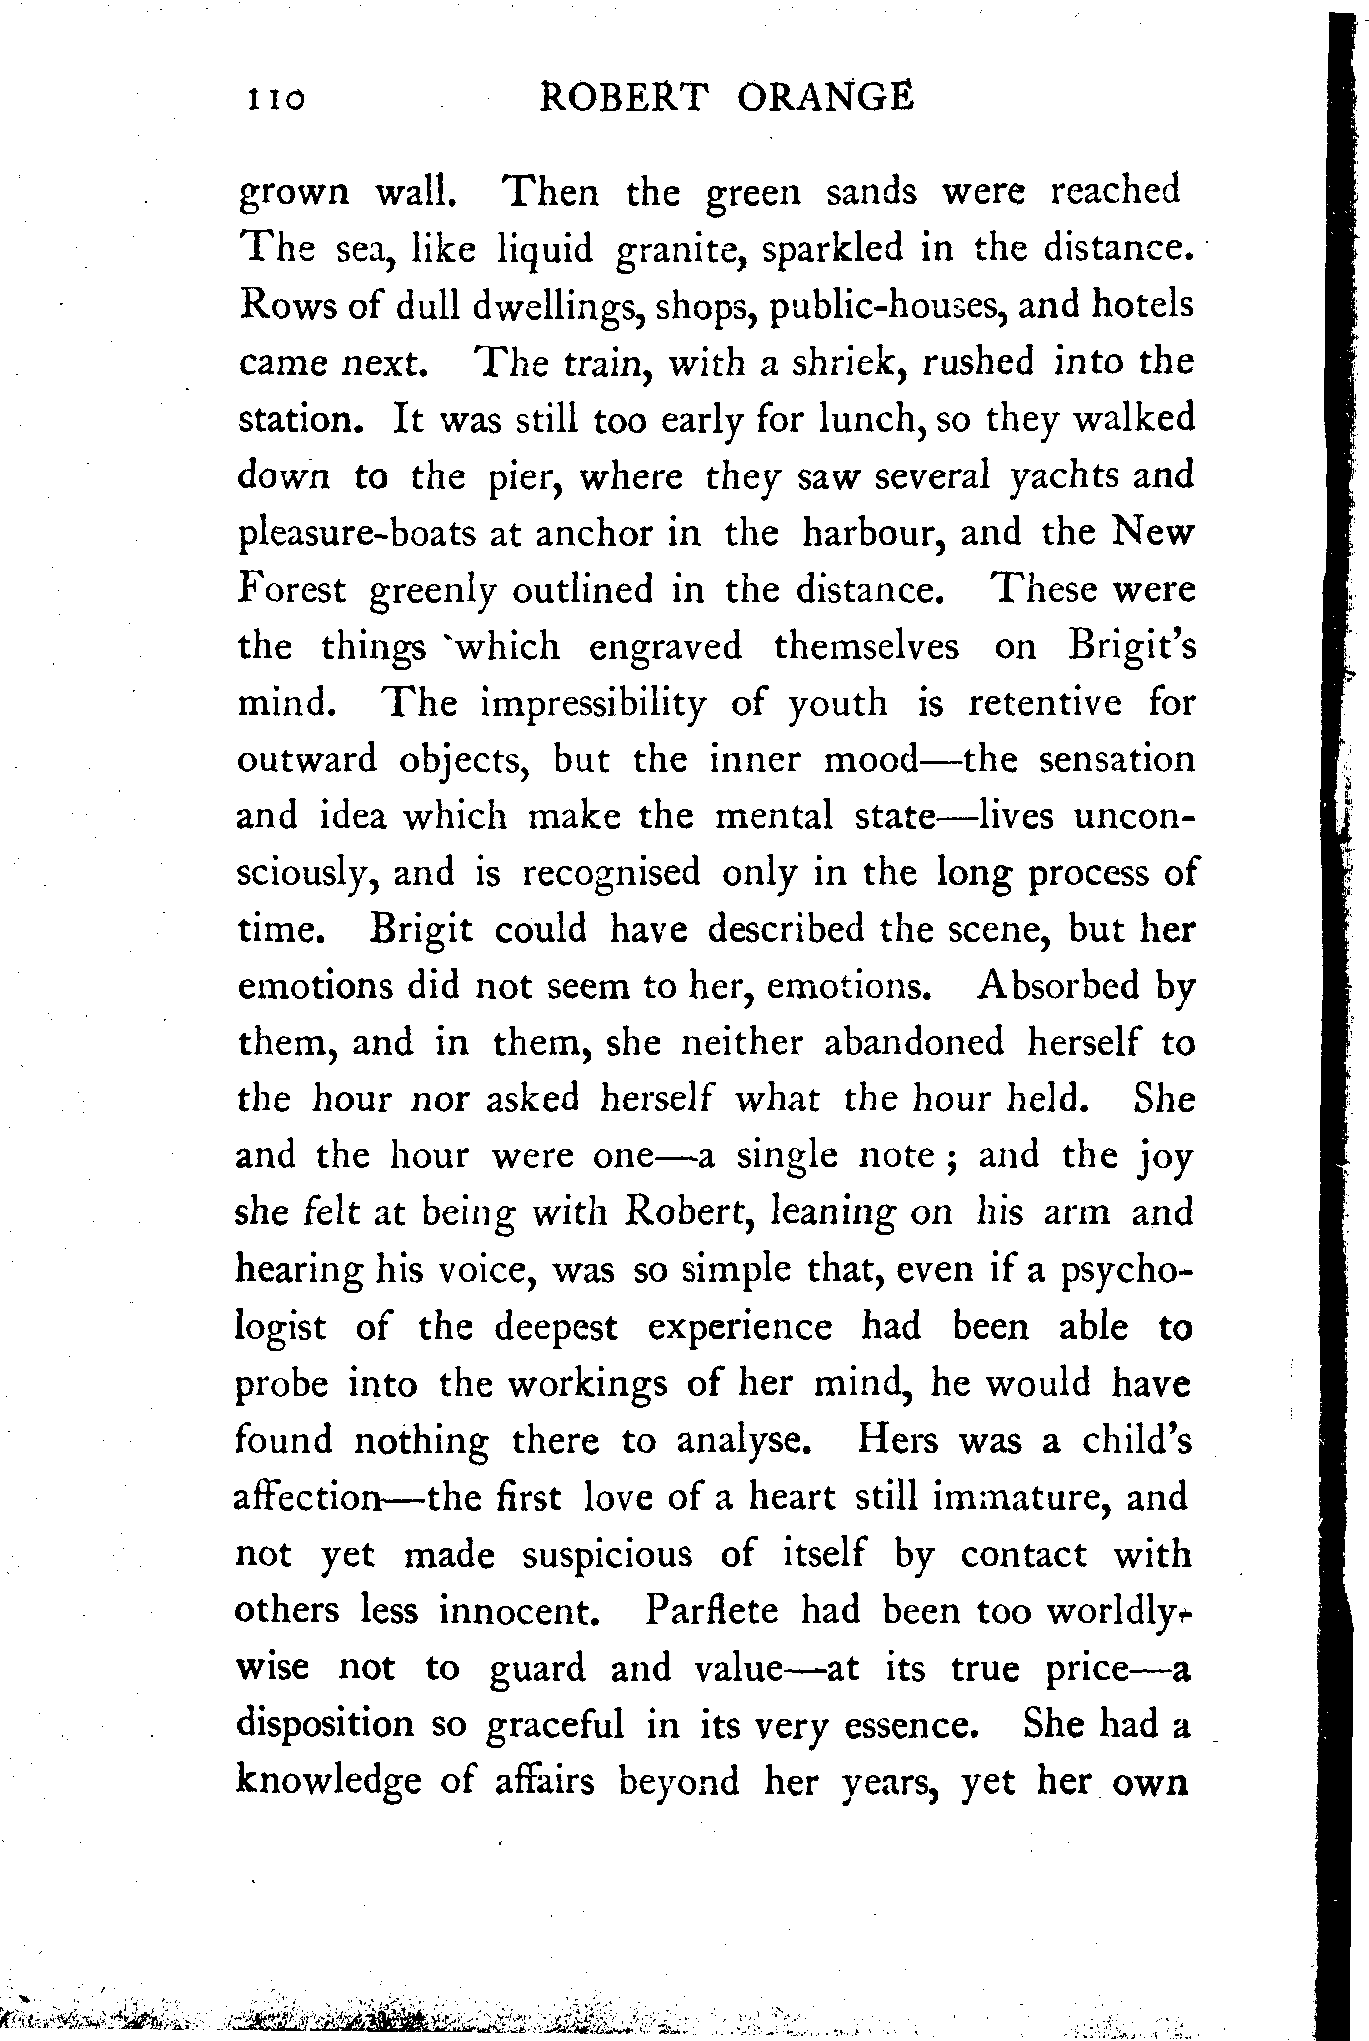 110 ROBERT ORANGE
grown wall. Then the green sands were reached
The sea, like liquid granite, sparkled in the distance.
Rows of dull dwellings, shops, public-houses, and hotels
came next. The train, with a shriek, rushed into the
station. It was still too early for lunch, so they walked
down to the pier, where they saw several yachts and
pleasure-boats at anchor in the harbour, and the New
Forest greenly outlined in the distance. These were
the things which engraved themselves on Brigit's
mind. The impressibility of youth is retentive for
outward objects, but the inner mood—the sensation
and idea which make the mental state—lives uncon-
sciously, and is recognised only in the long process of
time. Brigit could have described the scene, but her
emotions did not seem to her, emotions. Absorbed by
them, and in them, she neither abandoned herself to
the hour nor asked herself what the hour held. She
and the hour were one—a single note ; and the joy
she felt at being with Robert, leaning on his arm and
hearing his voice, was so simple that, even if a psycho-
logist of the deepest experience had been able to
probe into the workings of her mind, he would have
found nothing there to analyse. Hers was a child's
affection—the first love of a heart still immature, and
not yet made suspicious of itself by contact with
others less innocent. Parflete had been too worldly-
wise not to guard and value—at its true price—a
disposition so graceful in its very essence. She had a
knowledge of affairs beyond her years, yet her own